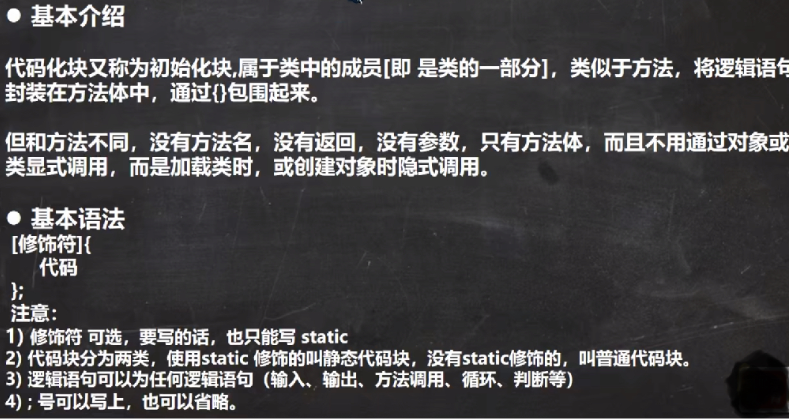 ● 基本介绍
代码化块又称为初始化块,属于类中的成员[即 是类的一部分]，类似于方法，将逻辑语句
封装在方法体中，通过{}包围起来。
但和方法不同，没有方法名，没有返回，没有参数，只有方法体，而且不用通过对象或
类显式调用，而是加载类时，或创建对象时隐式调用。
● 基本语法
[修饰符]{
代码
};
注意：
1) 修饰符 可选，要写的话，也只能写 static
2) 代码块分为两类，使用static 修饰的叫静态代码块，没有static修饰的，叫普通代码块。
3) 逻辑语句可以为任何逻辑语句（输入、输出、方法调用、循环、判断等）
4) ; 号可以写上，也可以省略。